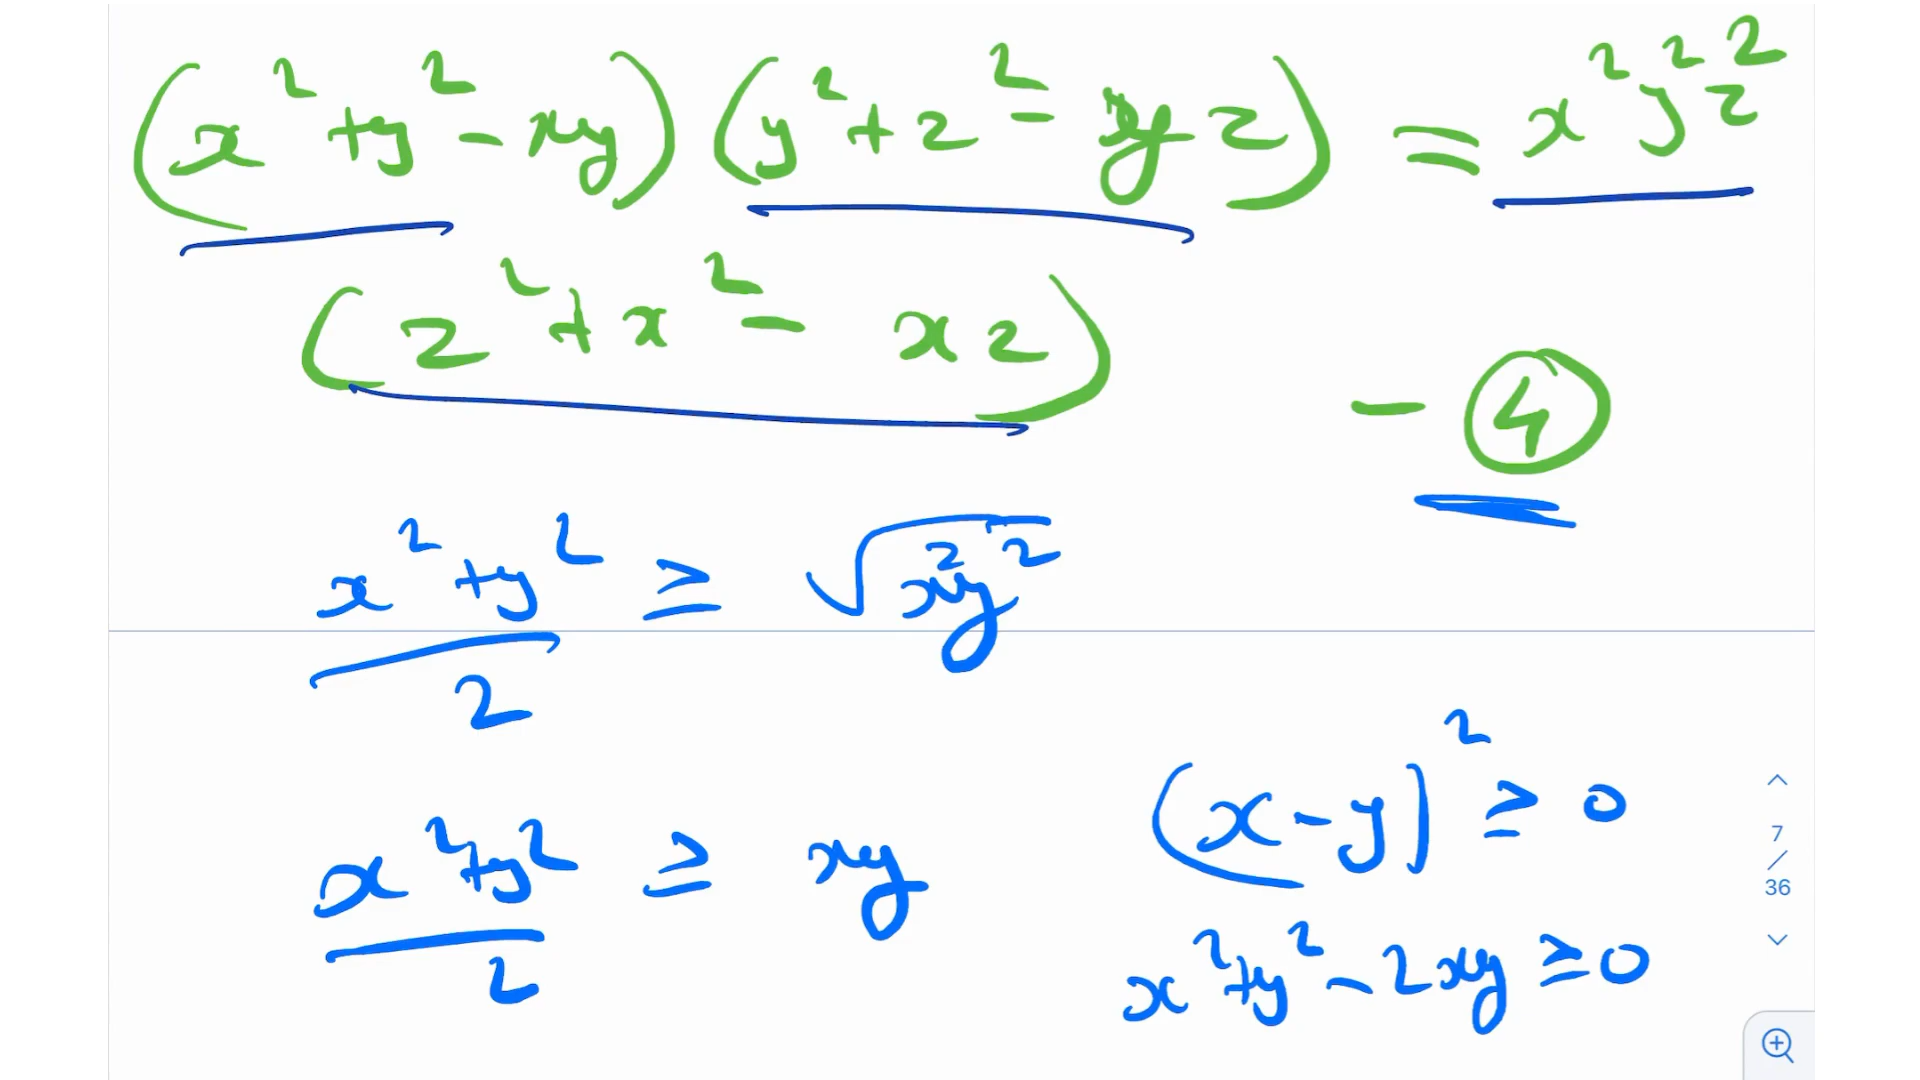 (x² + y² - xy) (y² + z² - yz) = x²y²z²
(z² + x² - xz)
- ④
x² + y² / 2 ≥ √x²y²
x² + y² / 2 ≥ xy
(x - y)² ≥ 0
x² + y² - 2xy ≥ 0
7
/
36